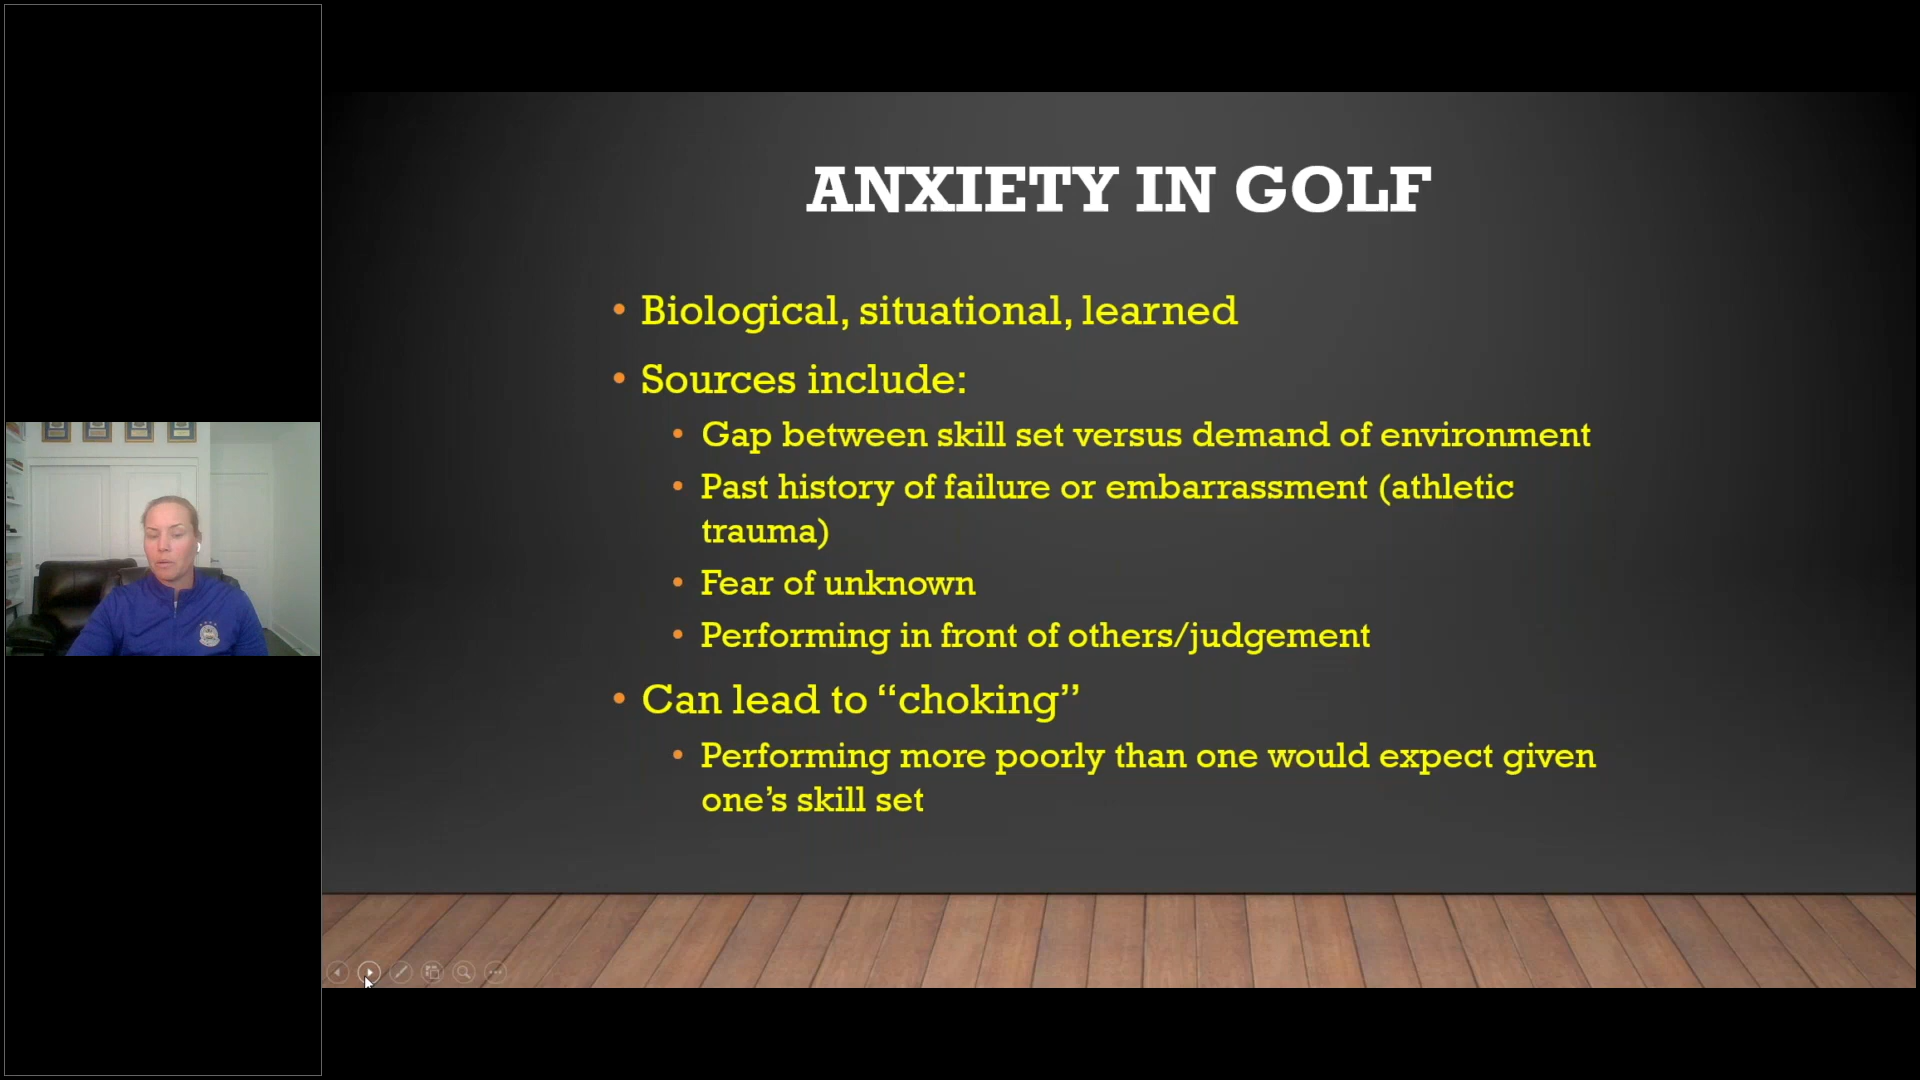 ANXIETY IN GOLF
• Biological, situational, learned
• Sources include:
• Gap between skill set versus demand of environment
• Past history of failure or embarrassment (athletic
trauma)
• Fear of unknown
• Performing in front of others/judgement
• Can lead to “choking”
• Performing more poorly than one would expect given
one’s skill set